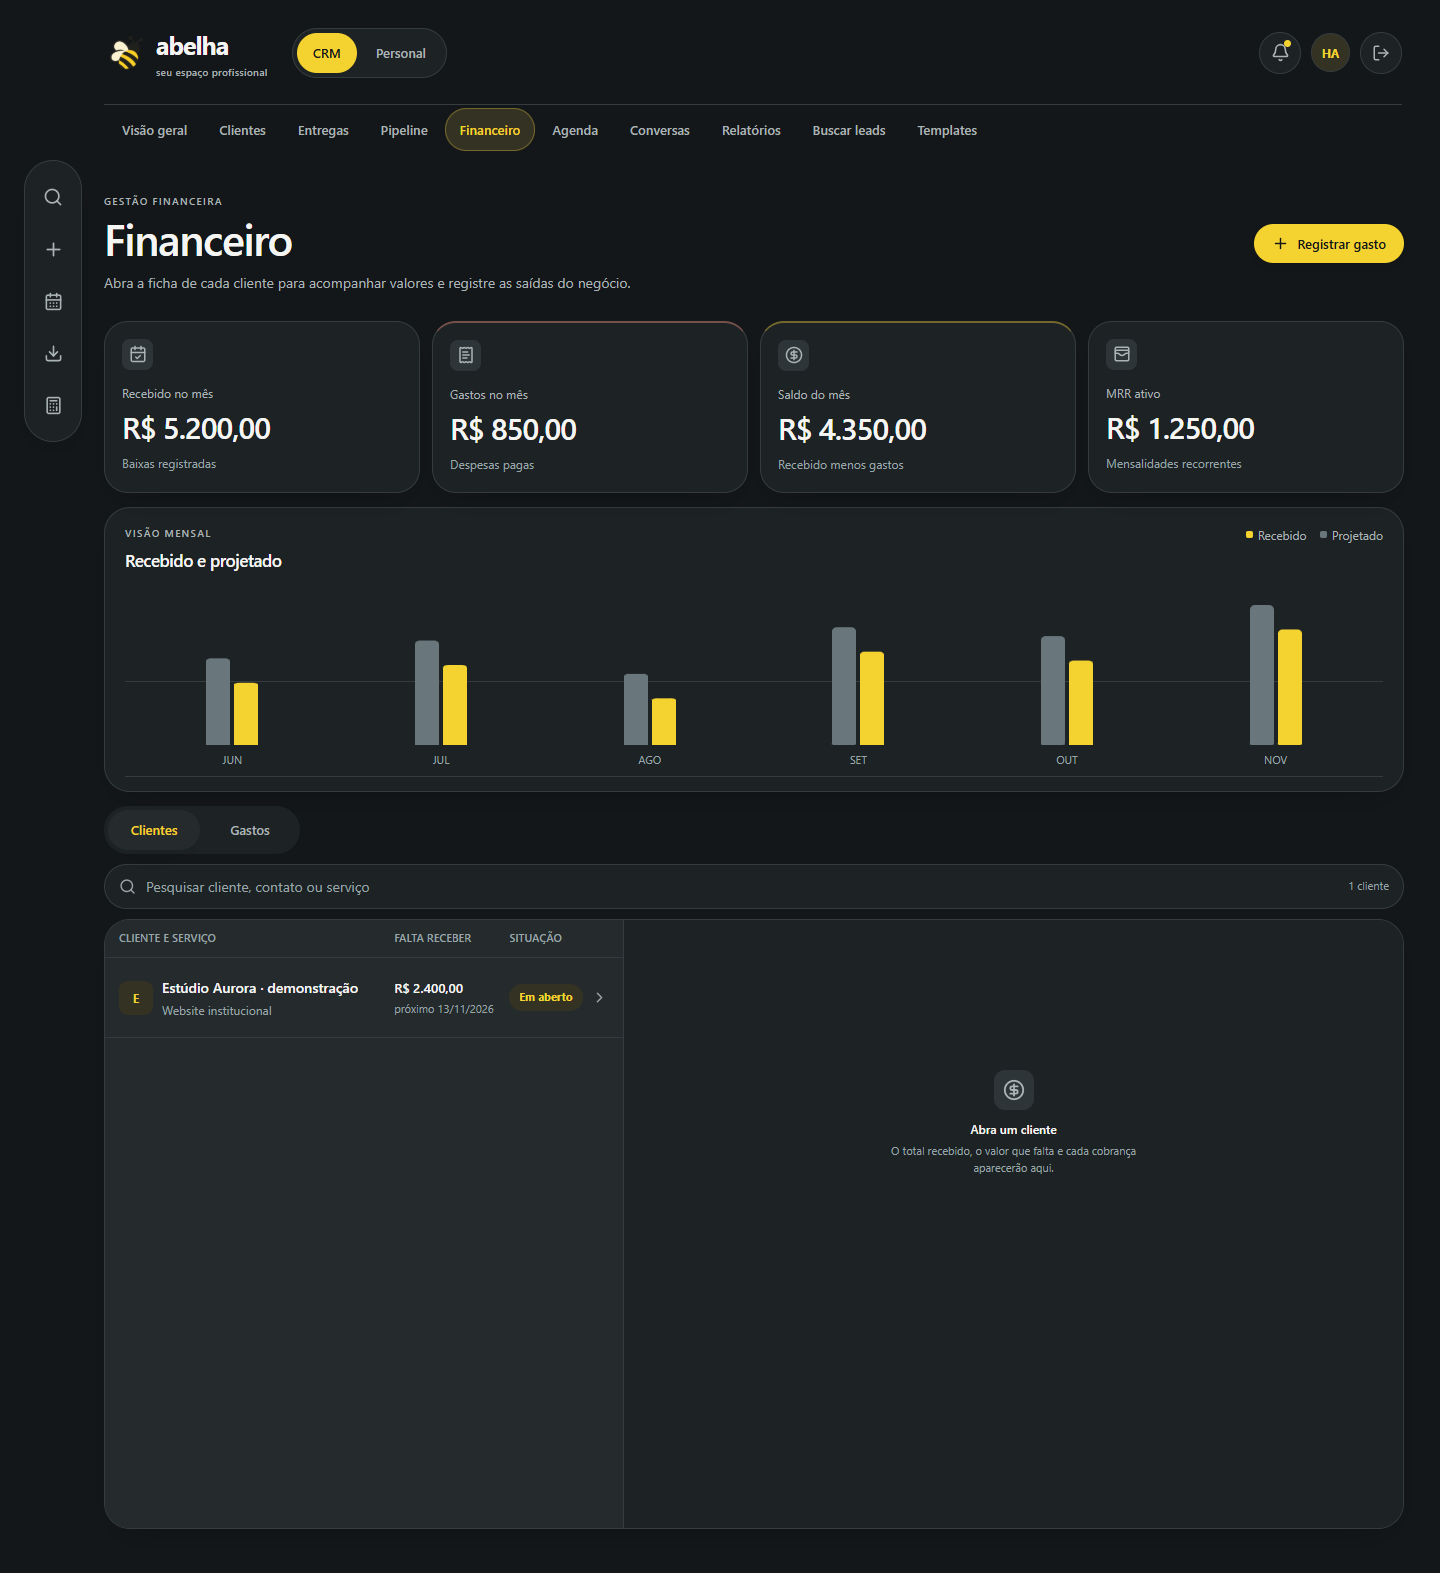 abelha
seu espaço profissional
CRM
Personal
HA
Visão geral
Clientes
Entregas
Pipeline
Financeiro
Agenda
Conversas
Relatórios
Buscar leads
Templates
GESTÃO FINANCEIRA
Financeiro
Abra a ficha de cada cliente para acompanhar valores e registre as saídas do negócio.
Registrar gasto
Recebido no mês
R$ 5.200,00
Baixas registradas
Gastos no mês
R$ 850,00
Despesas pagas
Saldo do mês
R$ 4.350,00
Recebido menos gastos
MRR ativo
R$ 1.250,00
Mensalidades recorrentes
VISÃO MENSAL
Recebido e projetado
Recebido
Projetado
JUN
JUL
AGO
SET
OUT
NOV
Clientes
Gastos
Pesquisar cliente, contato ou serviço
1 cliente
CLIENTE E SERVIÇO
FALTA RECEBER
SITUAÇÃO
E
Estúdio Aurora · demonstração
Website institucional
R$ 2.400,00
próximo 13/11/2026
Em aberto
Abra um cliente
O total recebido, o valor que falta e cada cobrança
aparecerão aqui.